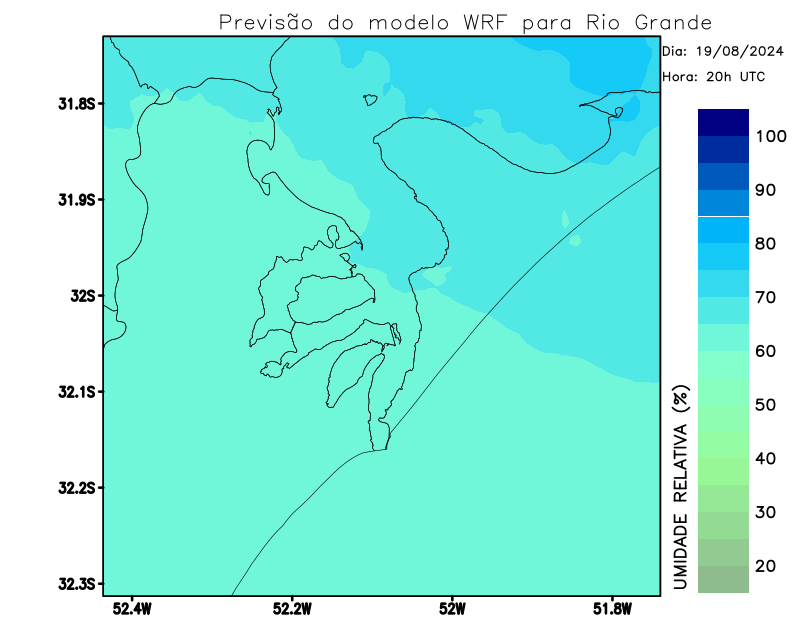 Previsão do modelo WRF para Rio Grande
Dia: 19/08/2024
Hora: 20h UTC
31.8S
31.9S
32S
32.1S
32.2S
32.3S
52.4W
52.2W
52W
51.8W
UMIDADE RELATIVA (%)
100
90
80
70
60
50
40
30
20